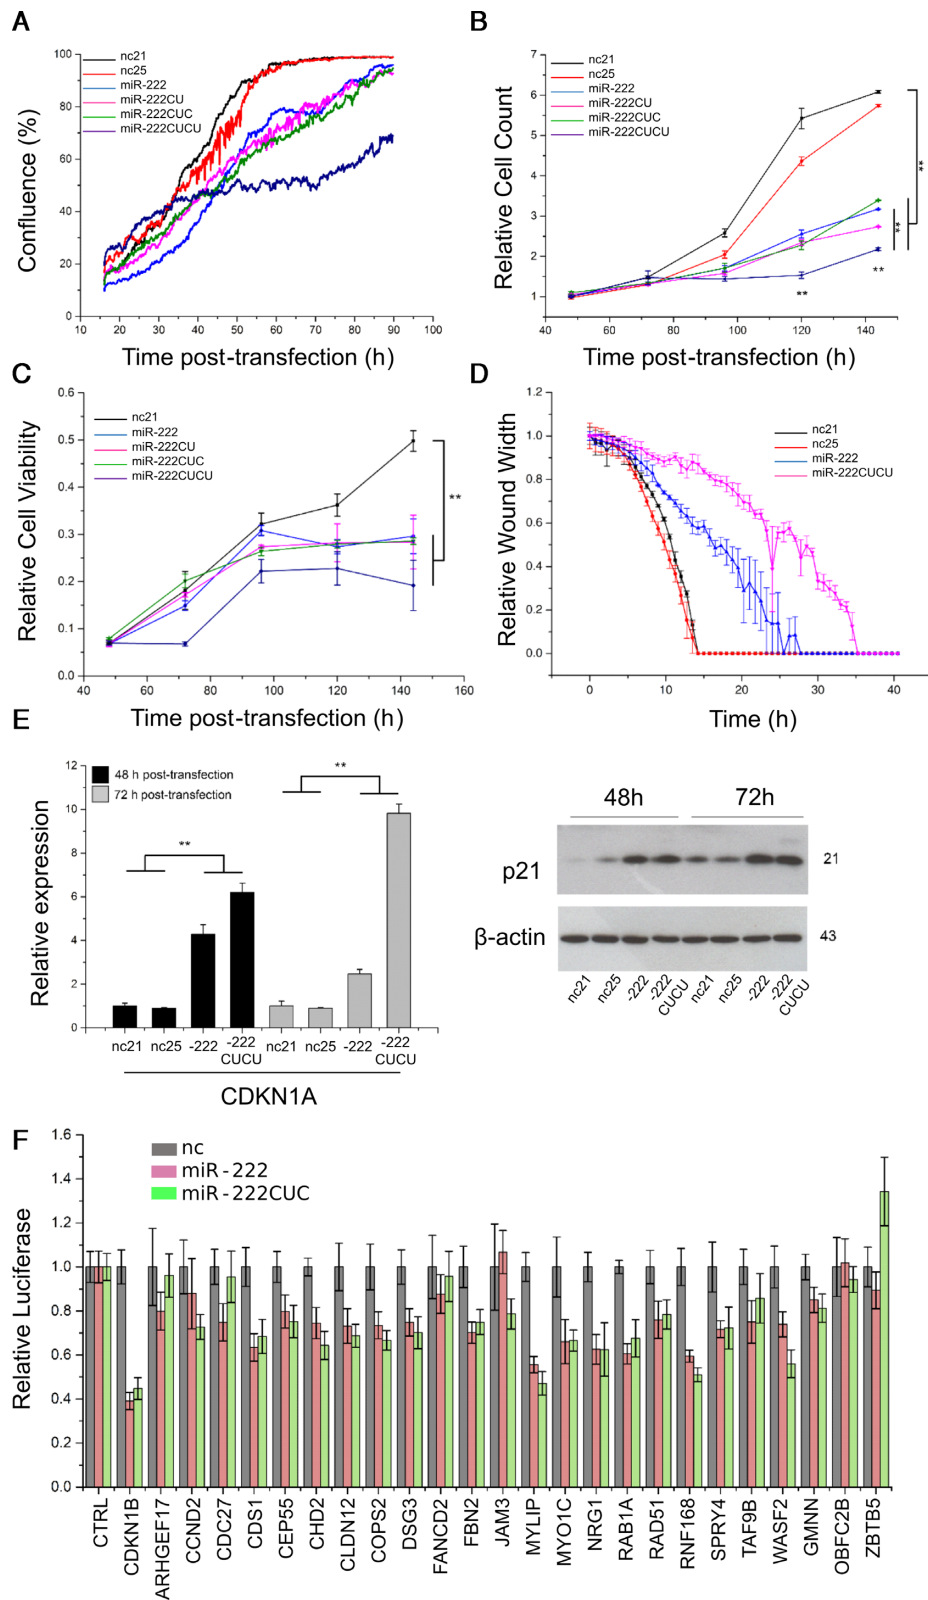 A
nc21
nc25
miR-222
miR-222CU
miR-222CUC
miR-222CUCU
100
80
60
40
20
0
10 20 30 40 50 60 70 80 90 100
Confluence (%)
Time post-transfection (h)
B
nc21
nc25
miR-222
miR-222CU
miR-222CUC
miR-222CUCU
7
6
5
4
3
2
1
40 60 80 100 120 140
Relative Cell Count
Time post-transfection (h)
**
**
**
**
C
nc21
miR-222
miR-222CU
miR-222CUC
miR-222CUCU
0.6
0.5
0.4
0.3
0.2
0.1
0.0
40 60 80 100 120 140 160
Relative Cell Viability
Time post-transfection (h)
**
D
nc21
nc25
miR-222
miR-222CUCU
1.2
1.0
0.8
0.6
0.4
0.2
0.0
0 10 20 30 40
Relative Wound Width
Time (h)
E
48 h post-transfection
72 h post-transfection
12
10
8
6
4
2
0
Relative expression
**
**
nc21 nc25 -222 -222 CUCU nc21 nc25 -222 -222 CUCU
CDKN1A
48h 72h
p21 21
β-actin 43
nc21 nc25 -222 -222 CUCU nc21 nc25 -222 -222 CUCU
F
nc
miR-222
miR-222CUC
1.6
1.4
1.2
1.0
0.8
0.6
0.4
0.2
0.0
Relative Luciferase
CTRL CDKN1B ARHGEF17 CCND2 CDC27 CDS1 CEP55 CHD2 CLDN12 COPS2 DSG3 FANCD2 FBN2 JAM3 MYLIP MYO1C NRG1 RAB1A RAD51 RNF168 SPRY4 TAF9B WASF2 GMNN OBFC2B ZBTB5